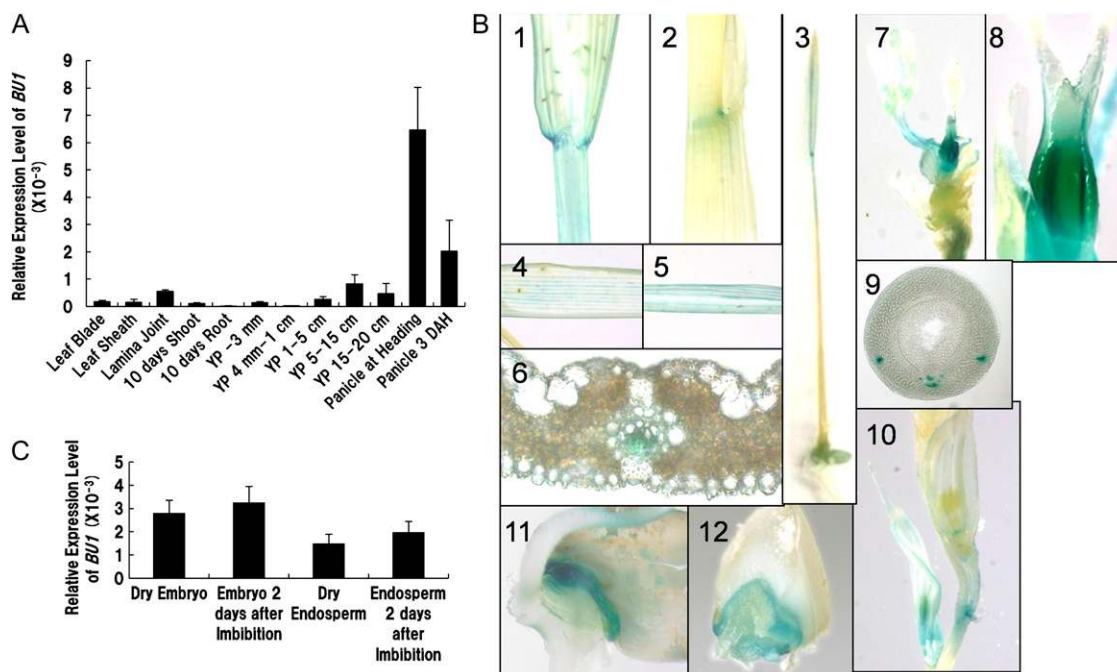 A
Relative Expression Level of BU1
(X10⁻³)
9
8
7
6
5
4
3
2
1
0
Leaf Blade
Leaf Sheath
Lamina Joint
10 days Shoot
10 days Root
YP -3 mm
YP 4 mm-1 cm
YP 1-5 cm
YP 5-15 cm
YP 15-20 cm
Panicle at Heading
Panicle 3 DAH
B
1
2
3
4
5
6
7
8
9
10
11
12
C
Relative Expression Level
of BU1 (X10⁻³)
5
4
3
2
1
0
Dry Embryo
Embryo 2
days after
Imbibition
Dry
Endosperm
Endosperm
2 days
after
Imbibition